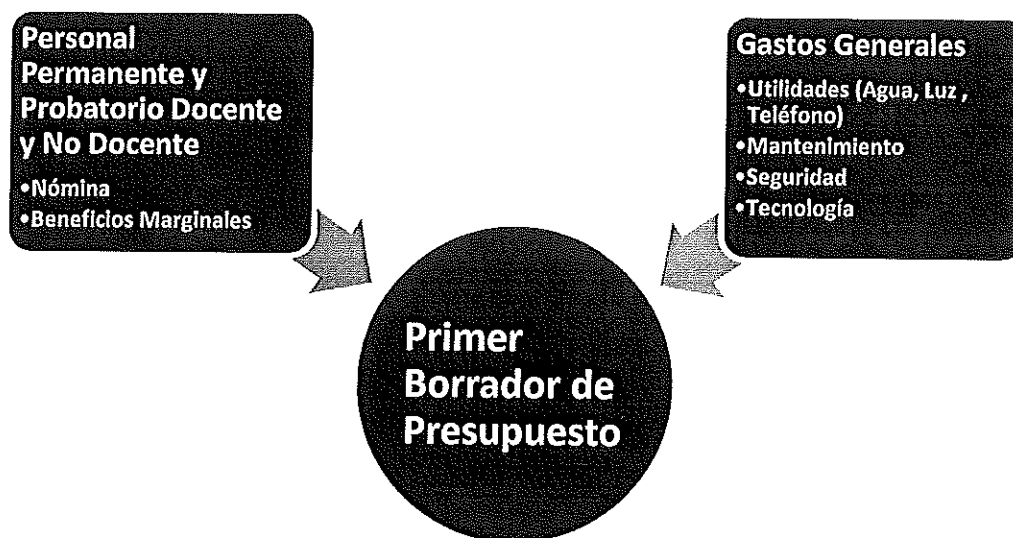 Personal
Permanente y
Probatorio Docente
y No Docente
•Nómina
•Beneficios Marginales
Gastos Generales
•Utilidades (Agua, Luz ,
Teléfono)
•Mantenimiento
•Seguridad
•Tecnología
Primer
Borrador de
Presupuesto